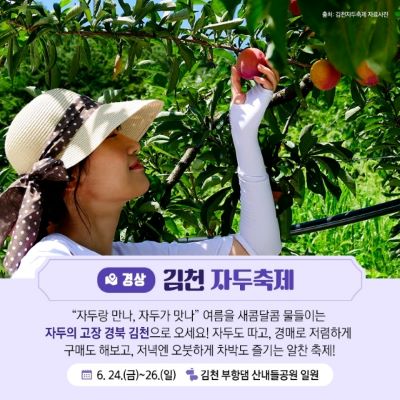 출처: 김천자두축제 자료사진
경상 김천 자두축제
“자두랑 만나, 자두가 맛나” 여름을 새콤달콤 물들이는
자두의 고장 경북 김천으로 오세요! 자두도 따고, 경매로 저렴하게
구매도 해보고, 저녁엔 오붓하게 차박도 즐기는 알찬 축제!
6. 24.(금)~26.(일) 김천 부항댐 산내들공원 일원